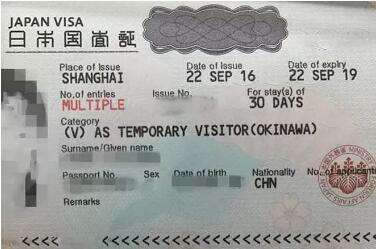 JAPAN VISA
日本国査証
Place of issue Date of issue Date of expiry
SHANGHAI 22 SEP 16 22 SEP 19
No.of entries Issue No. For stay(s) of
MULTIPLE 30 DAYS
Category
(V) AS TEMPORARY VISITOR(OKINAWA)
Surname/Given name
Passport No. Sex Date of birth Nationality No. of applicants
CHN
Remarks